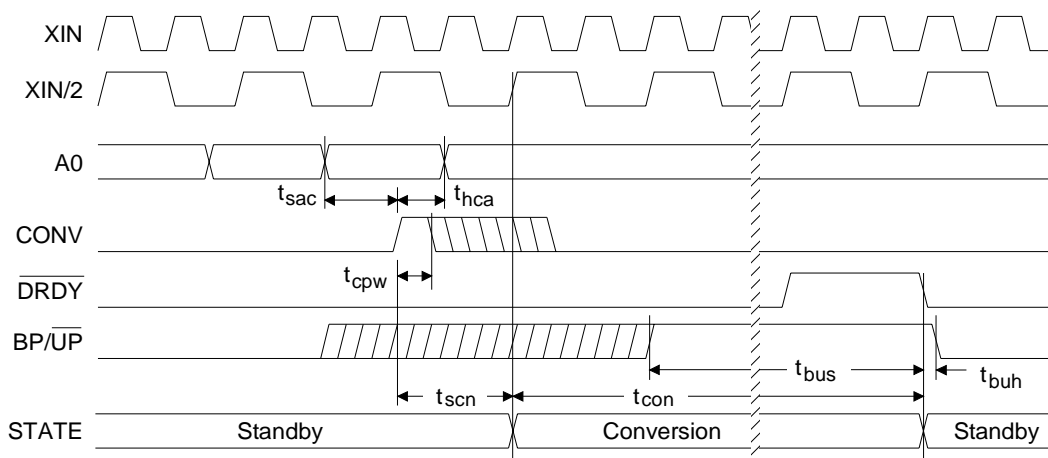 XIN
XIN/2
A0
tsac
thca
CONV
tcpw
DRDY
BP/UP
tbus
tbuh
tscn
tcon
STATE
Standby
Conversion
Standby